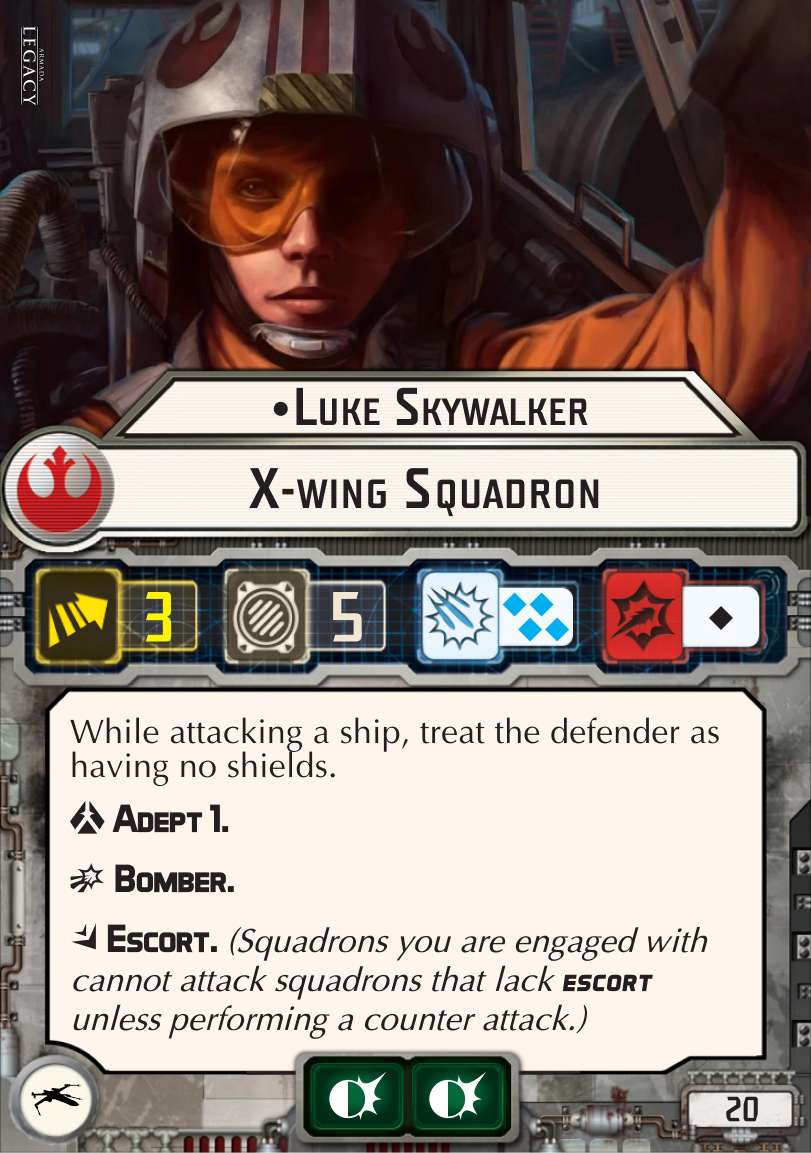 ARMADA
LEGACY
•Luke Skywalker
X-wing Squadron
3 5
While attacking a ship, treat the defender as
having no shields.
Adept 1.
Bomber.
Escort. (Squadrons you are engaged with
cannot attack squadrons that lack escort
unless performing a counter attack.)
20